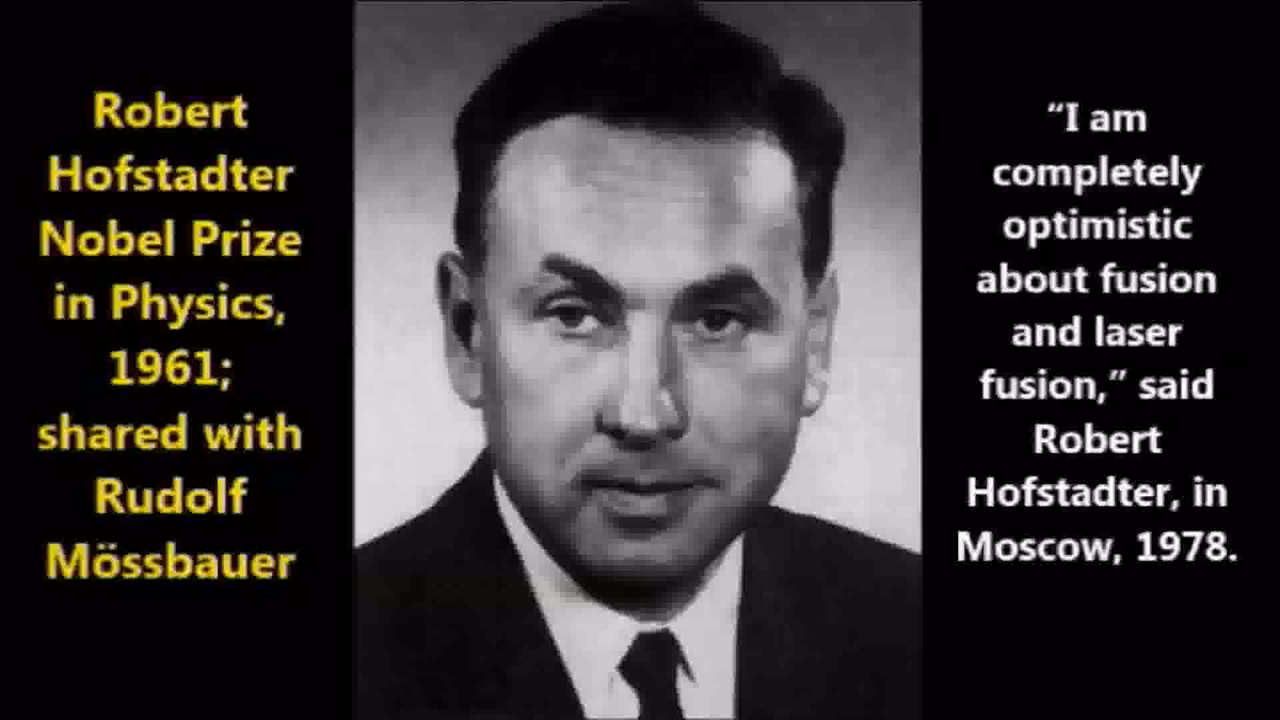 Robert
Hofstadter
Nobel Prize
in Physics,
1961;
shared with
Rudolf
Mössbauer
“I am
completely
optimistic
about fusion
and laser
fusion,” said
Robert
Hofstadter, in
Moscow, 1978.